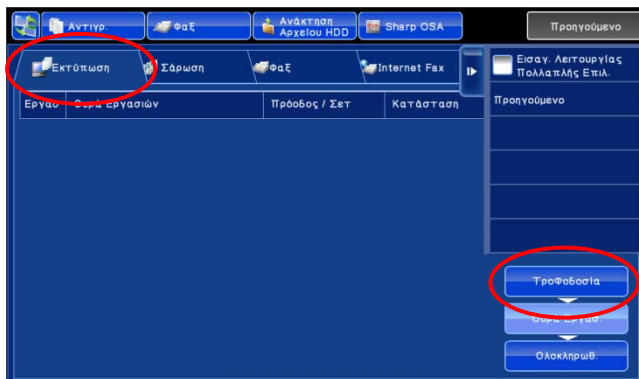 Αντιγρ.
Φαξ
Ανάκτηση
Αρχείου HDD
Sharp OSA
Προηγούμενο
Εκτύπωση
Σάρωση
Φαξ
Internet Fax
Εισαγ. Λειτουργίας
Πολλαπλής Επιλ.
Εργασ
Ουρά Εργασιών
Πρόοδος / Σετ
Κατάσταση
Προηγούμενο
Τροφοδοσία
Ουρά Εργασ.
Ολοκληρωθ.